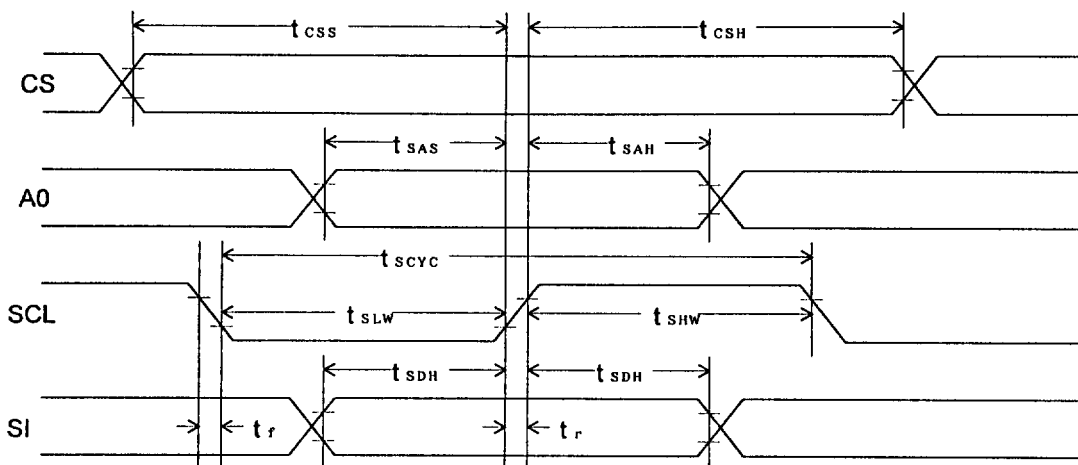 tCSS tCSH
CS
tSAS tSAH
A0
tSCYC
SCL
tSLW tSHW
tSDH tSDH
SI
tf tr